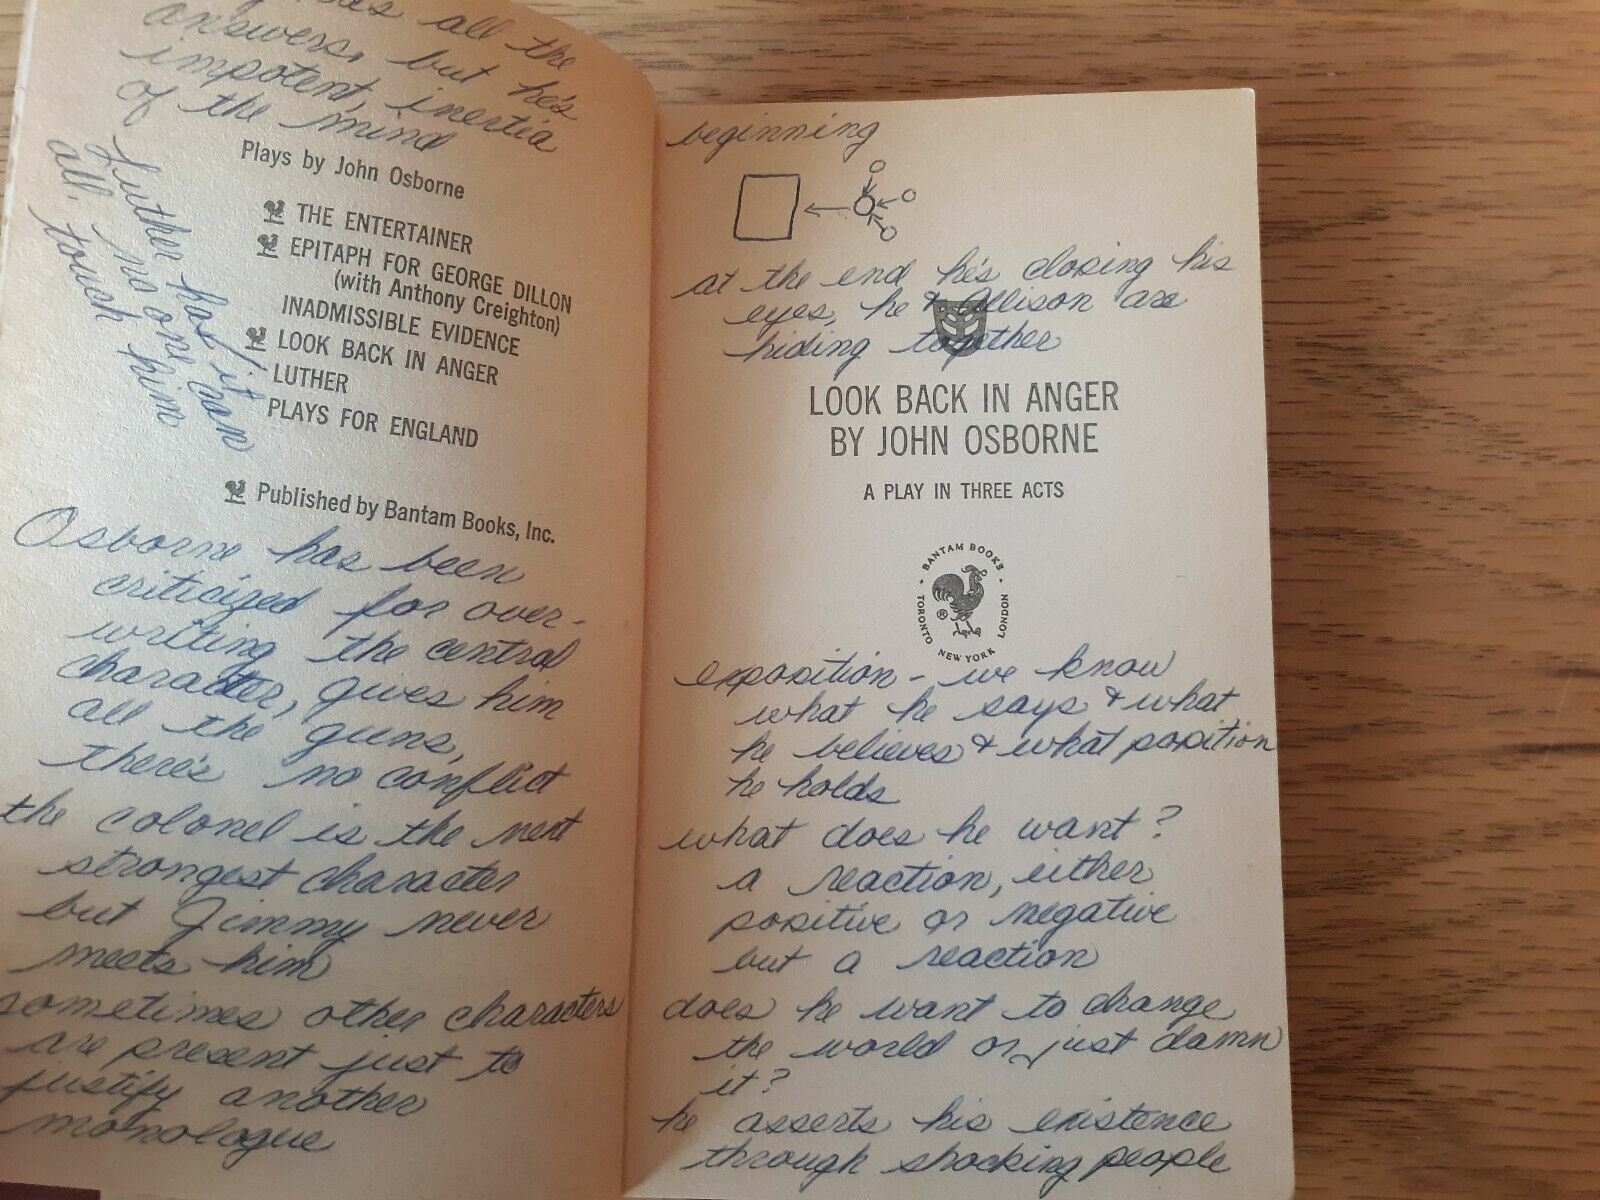 has all the
answers, but he's
impotent, inertia
of the mind
Luther has it
all, no one can
touch him
Plays by John Osborne
THE ENTERTAINER
EPITAPH FOR GEORGE DILLON
(with Anthony Creighton)
INADMISSIBLE EVIDENCE
LOOK BACK IN ANGER
LUTHER
PLAYS FOR ENGLAND
Published by Bantam Books, Inc.
Osborne has been
criticized for over-
writing the central
character, gives him
all the guns,
there's no conflict
the colonel is the next
strongest character
but Jimmy never
meets him
sometimes other characters
are present just to
justify another
monologue
beginning
at the end he's closing his
eyes, he & Allison are
hiding together
LOOK BACK IN ANGER
BY JOHN OSBORNE
A PLAY IN THREE ACTS
BANTAM BOOKS
TORONTO NEW YORK LONDON
®
exposition - we know
what he says & what
he believes & what position
he holds
what does he want?
a reaction, either
positive or negative
but a reaction
does he want to change
the world or just damn
it?
he asserts his existence
through shocking people